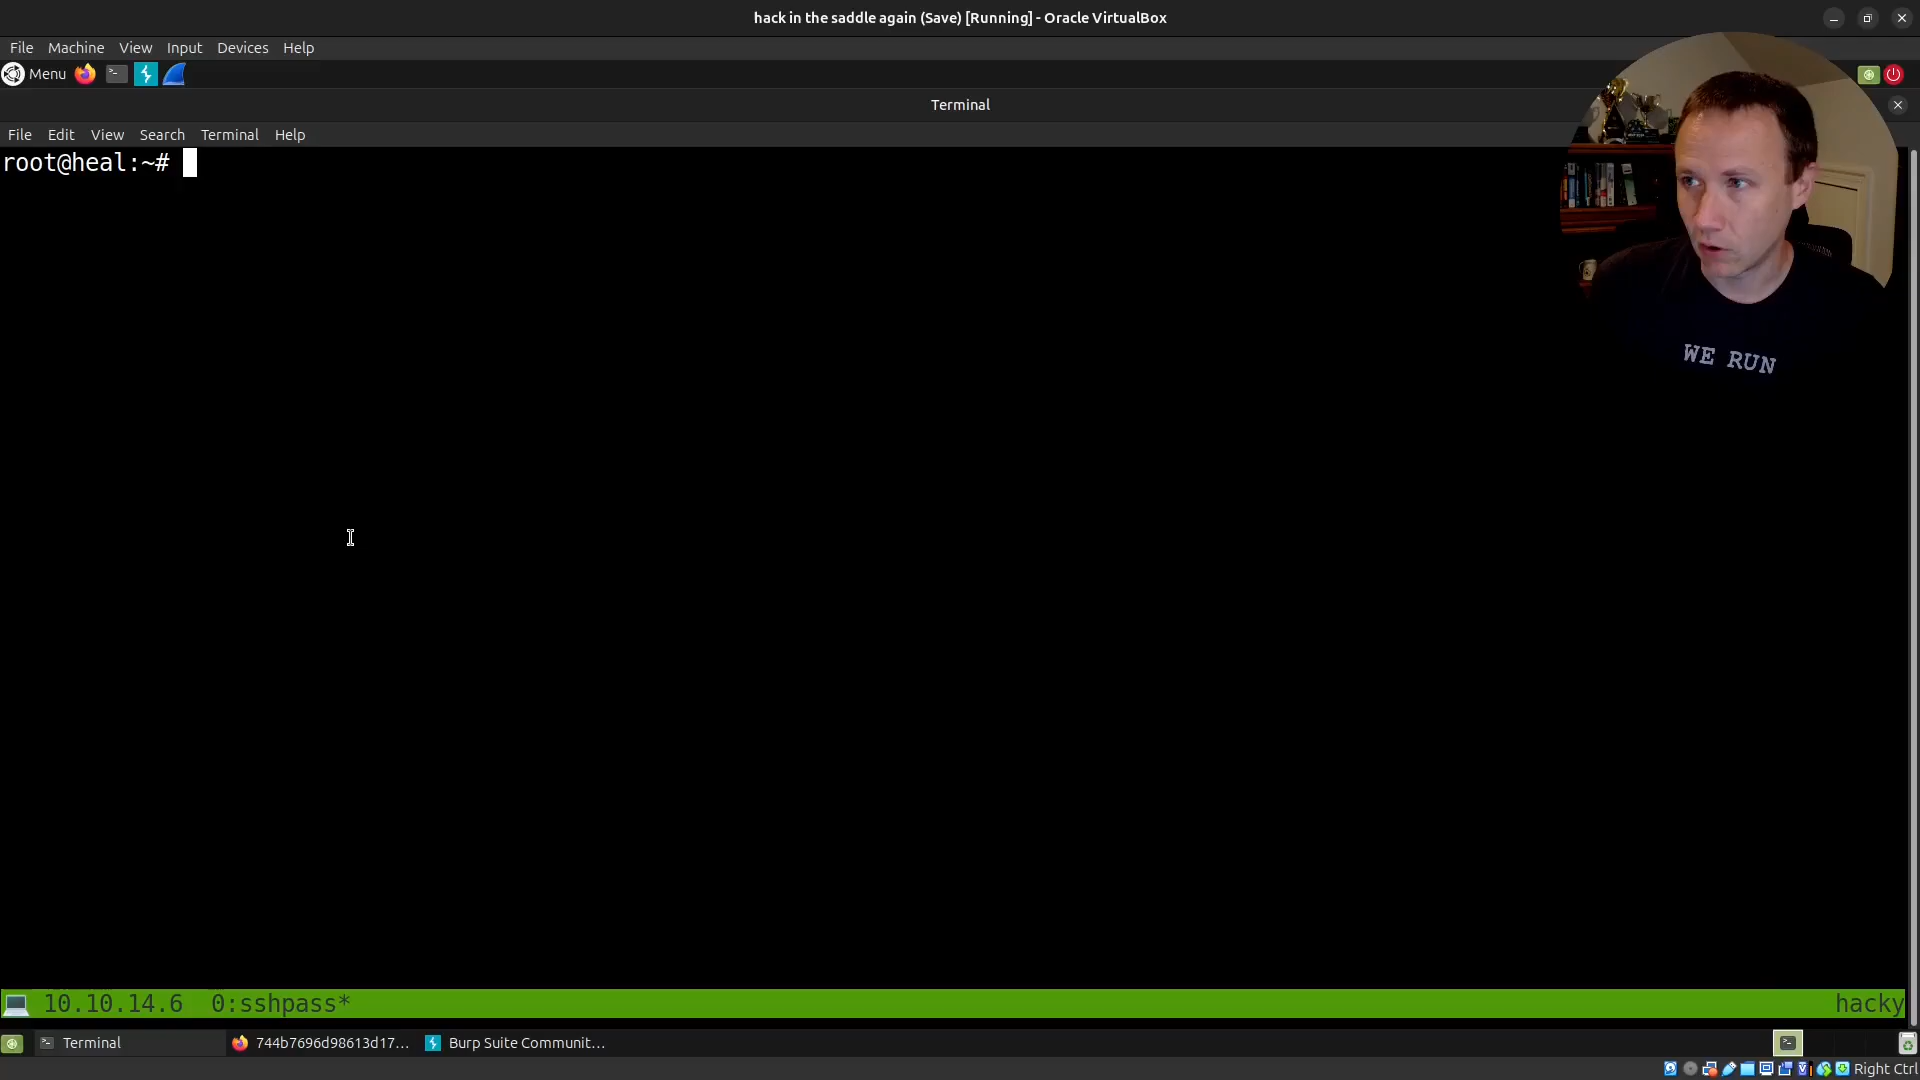 hack in the saddle again (Save) [Running] - Oracle VirtualBox
File Machine View Input Devices Help
Menu
Terminal
File Edit View Search Terminal Help
root@heal:~#
WE RUN
10.10.14.6 0:sshpass* hacky
Terminal 744b7696d98613d17... Burp Suite Communit...
Right Ctrl